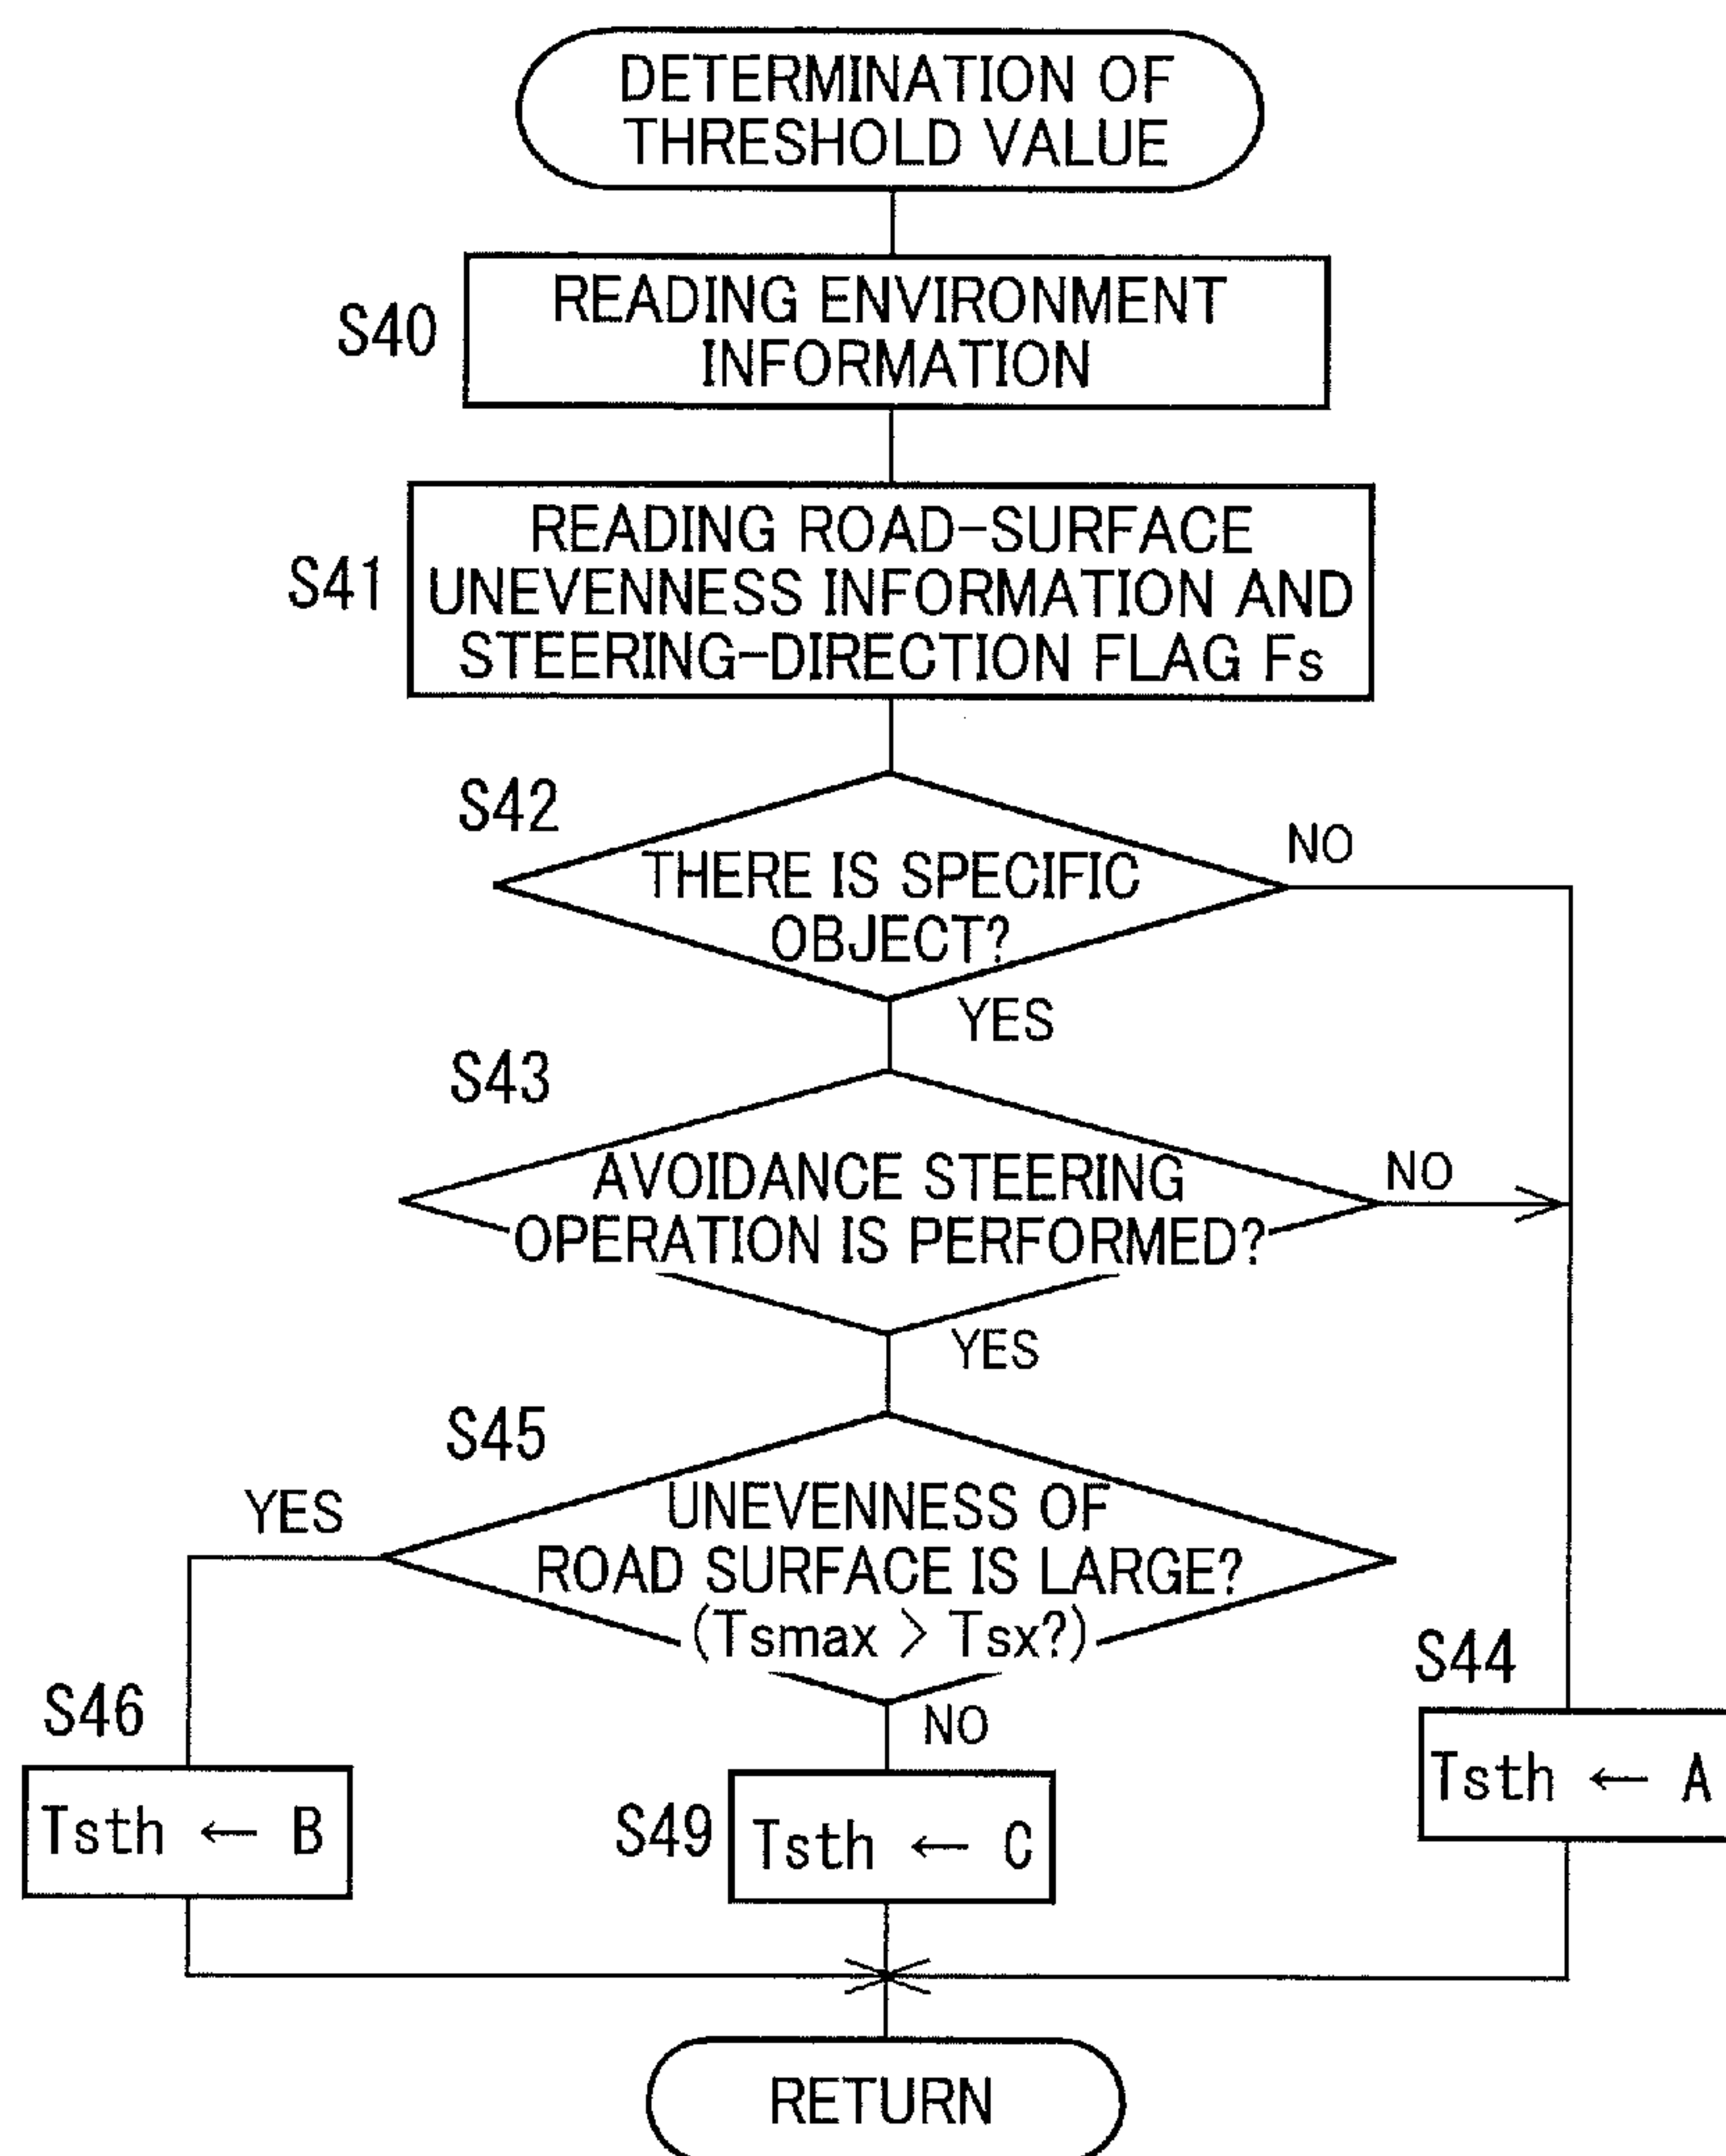 DETERMINATION OF
THRESHOLD VALUE
S40
READING ENVIRONMENT
INFORMATION
S41
READING ROAD-SURFACE
UNEVENNESS INFORMATION AND
STEERING-DIRECTION FLAG Fs
S42
THERE IS SPECIFIC
OBJECT?
NO
YES
S43
AVOIDANCE STEERING
OPERATION IS PERFORMED?
NO
YES
S45
UNEVENNESS OF
ROAD SURFACE IS LARGE?
(Tsmax > Tsx?)
YES
NO
S46
Tsth ← B
S49
Tsth ← C
S44
Tsth ← A
RETURN